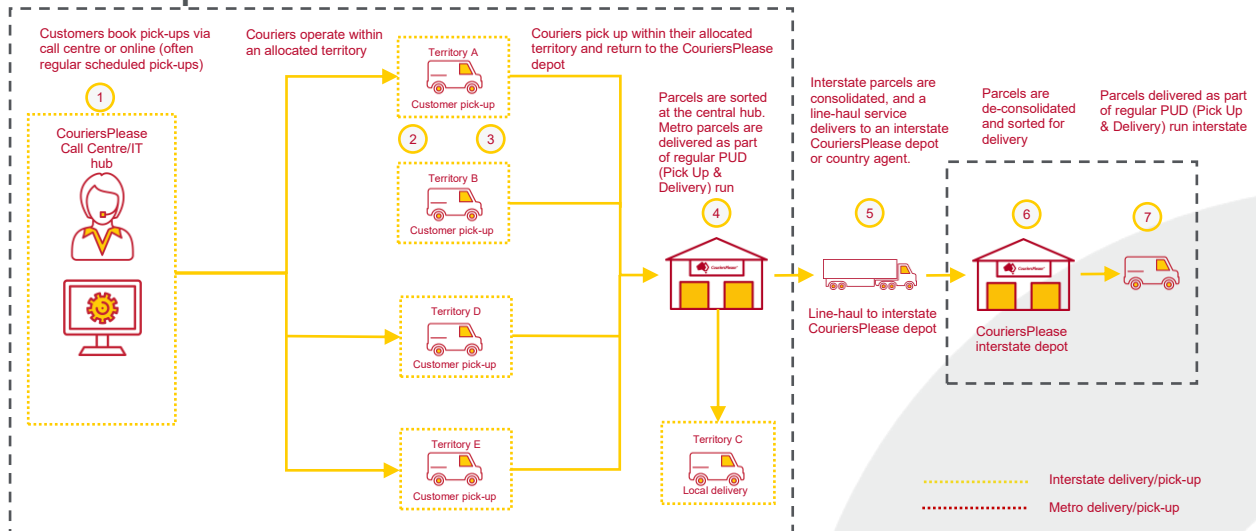 Customers book pick-ups via
call centre or online (often
regular scheduled pick-ups)
1
CouriersPlease
Call Centre/IT
hub
Couriers operate within
an allocated territory
Territory A
Customer pick-up
2
3
Territory B
Customer pick-up
Territory D
Customer pick-up
Territory E
Customer pick-up
Couriers pick up within their allocated
territory and return to the CouriersPlease
depot
Parcels are sorted
at the central hub.
Metro parcels are
delivered as part
of regular PUD
(Pick Up &
Delivery) run
4
CouriersPlease
Territory C
Local delivery
Interstate parcels are
consolidated, and a
line-haul service
delivers to an interstate
CouriersPlease depot
or country agent.
5
Line-haul to interstate
CouriersPlease depot
Parcels are
de-consolidated
and sorted for
delivery
6
CouriersPlease
CouriersPlease
interstate depot
Parcels delivered as part
of regular PUD (Pick Up
& Delivery) run interstate
7
Interstate delivery/pick-up
Metro delivery/pick-up